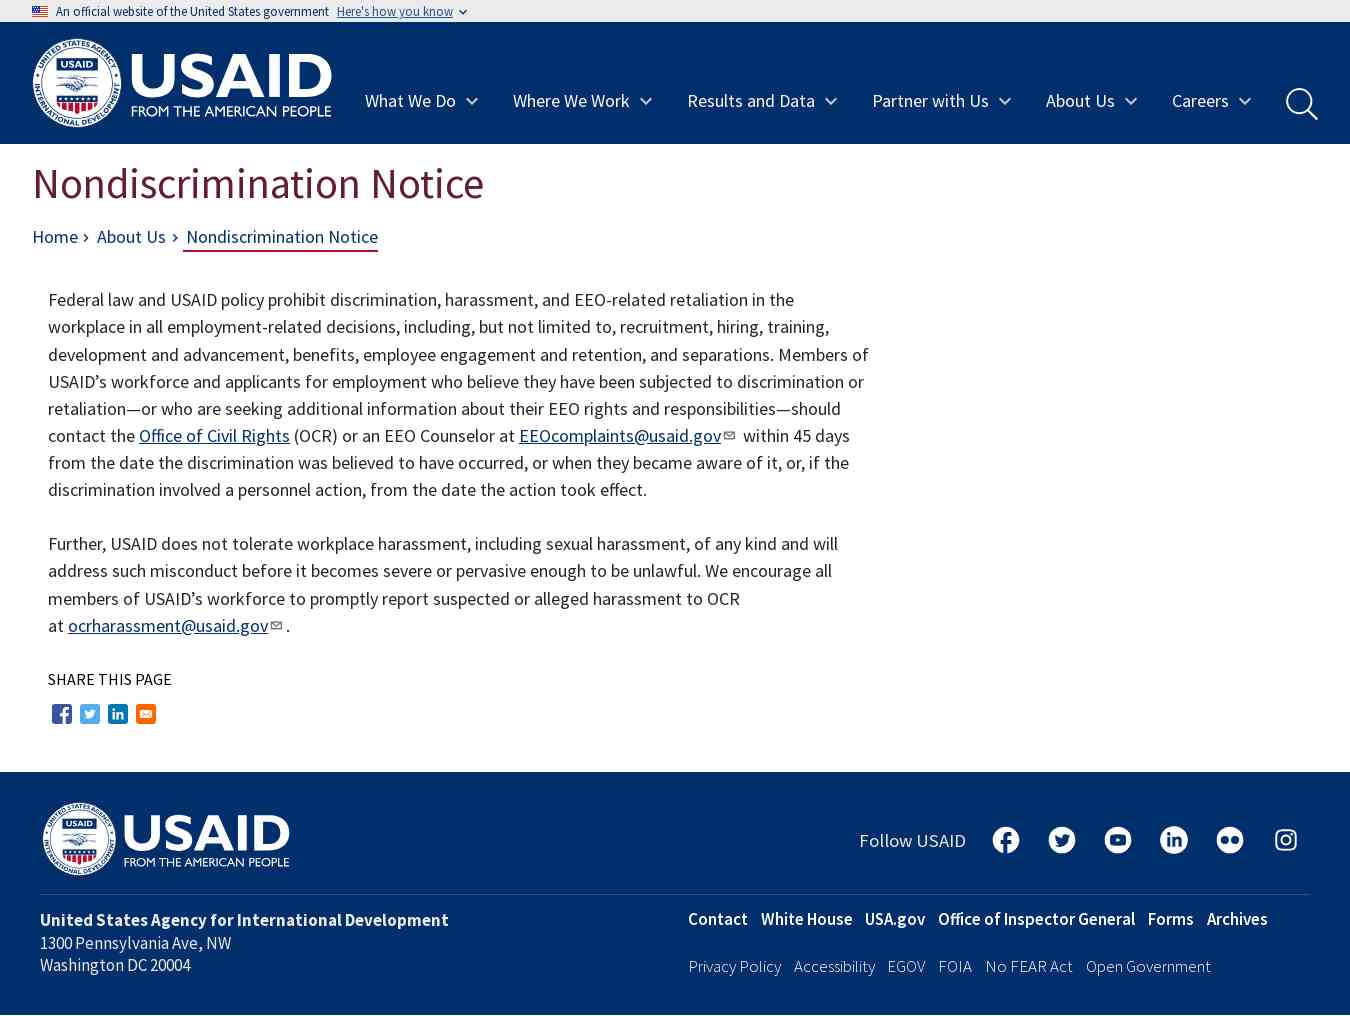 An official website of the United States government Here's how you know
UNITED STATES AGENCY
USAID
INTERNATIONAL DEVELOPMENT
USAID
FROM THE AMERICAN PEOPLE
What We Do
Where We Work
Results and Data
Partner with Us
About Us
Careers
Nondiscrimination Notice
Home › About Us › Nondiscrimination Notice
Federal law and USAID policy prohibit discrimination, harassment, and EEO-related retaliation in the
workplace in all employment-related decisions, including, but not limited to, recruitment, hiring, training,
development and advancement, benefits, employee engagement and retention, and separations. Members of
USAID’s workforce and applicants for employment who believe they have been subjected to discrimination or
retaliation—or who are seeking additional information about their EEO rights and responsibilities—should
contact the Office of Civil Rights (OCR) or an EEO Counselor at EEOcomplaints@usaid.gov within 45 days
from the date the discrimination was believed to have occurred, or when they became aware of it, or, if the
discrimination involved a personnel action, from the date the action took effect.
Further, USAID does not tolerate workplace harassment, including sexual harassment, of any kind and will
address such misconduct before it becomes severe or pervasive enough to be unlawful. We encourage all
members of USAID’s workforce to promptly report suspected or alleged harassment to OCR
at ocrharassment@usaid.gov .
SHARE THIS PAGE
UNITED STATES AGENCY
USAID
INTERNATIONAL DEVELOPMENT
USAID
FROM THE AMERICAN PEOPLE
Follow USAID
United States Agency for International Development
1300 Pennsylvania Ave, NW
Washington DC 20004
Contact White House USA.gov Office of Inspector General Forms Archives
Privacy Policy Accessibility EGOV FOIA No FEAR Act Open Government